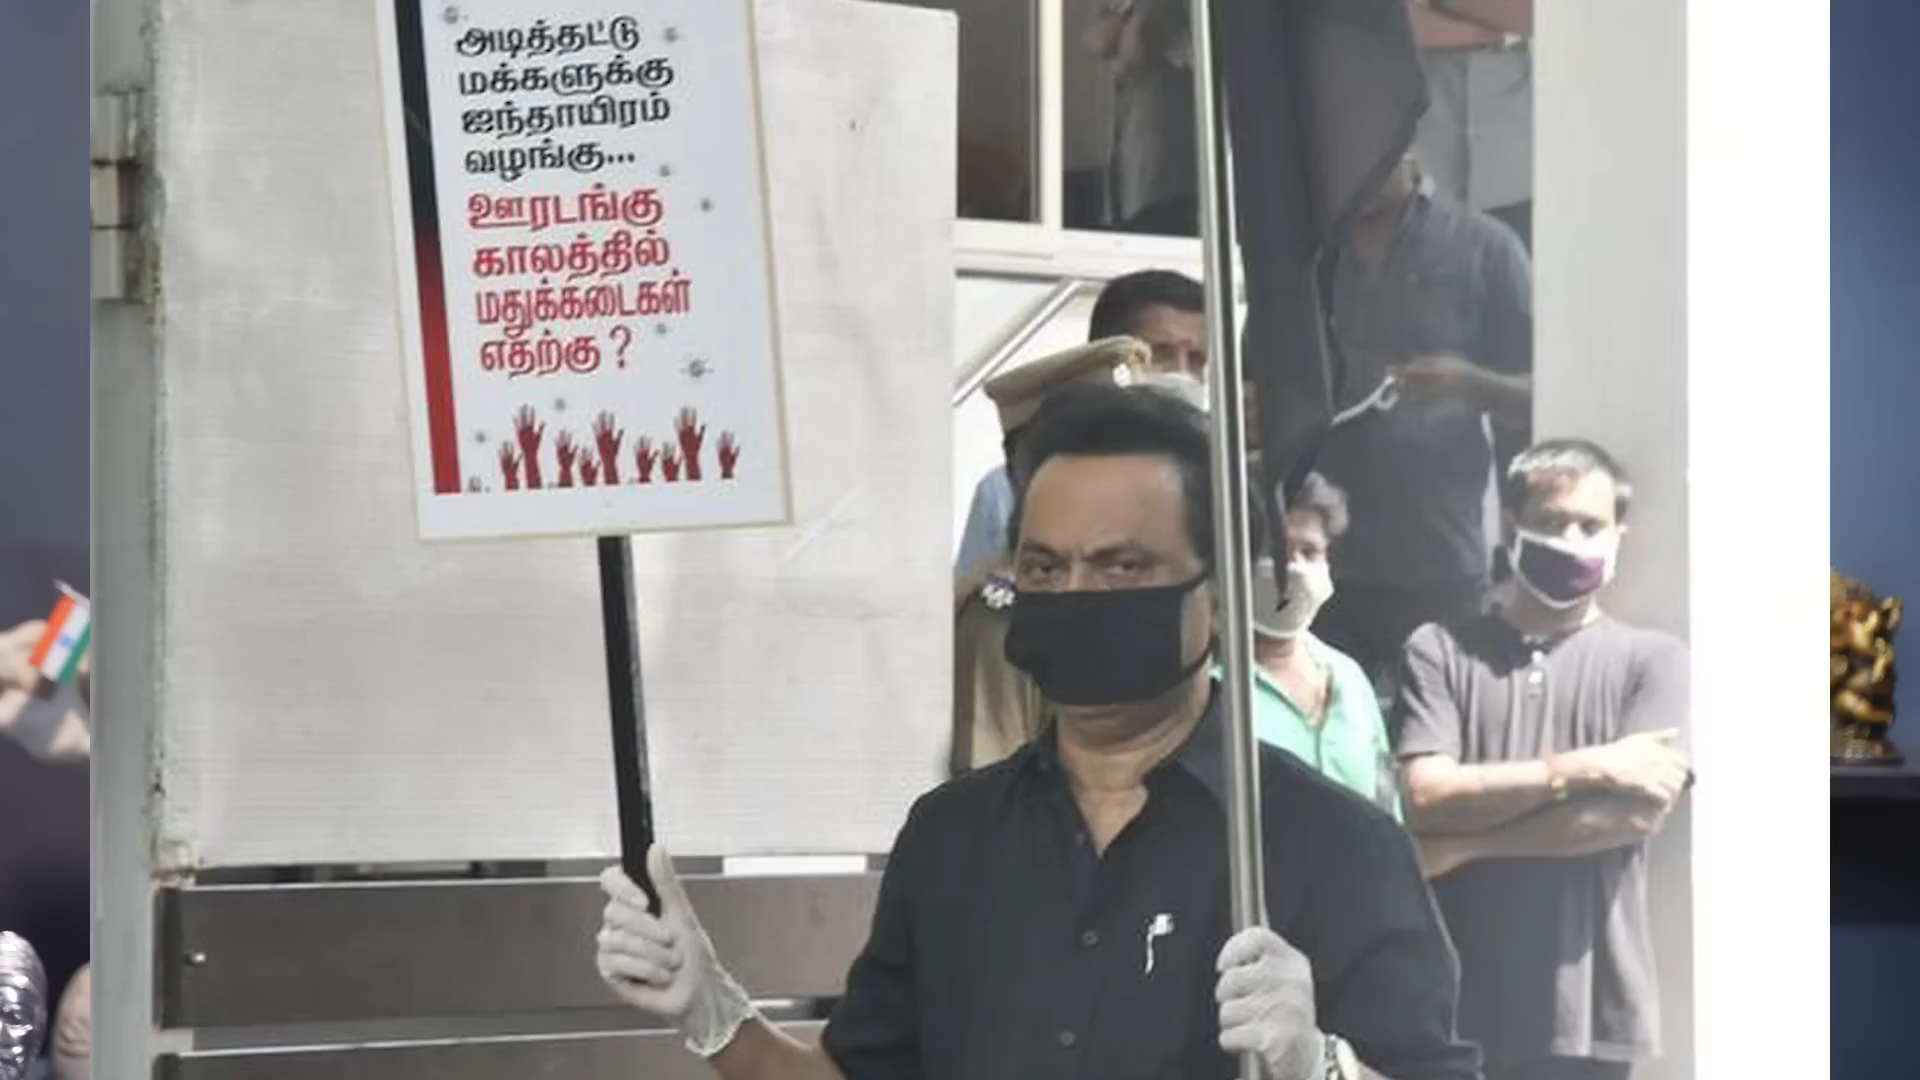 அடித்தட்டு
மக்களுக்கு
ஐந்தாயிரம்
வழங்கு...
ஊரடங்கு
காலத்தில்
மதுக்கடைகள்
எதற்கு?